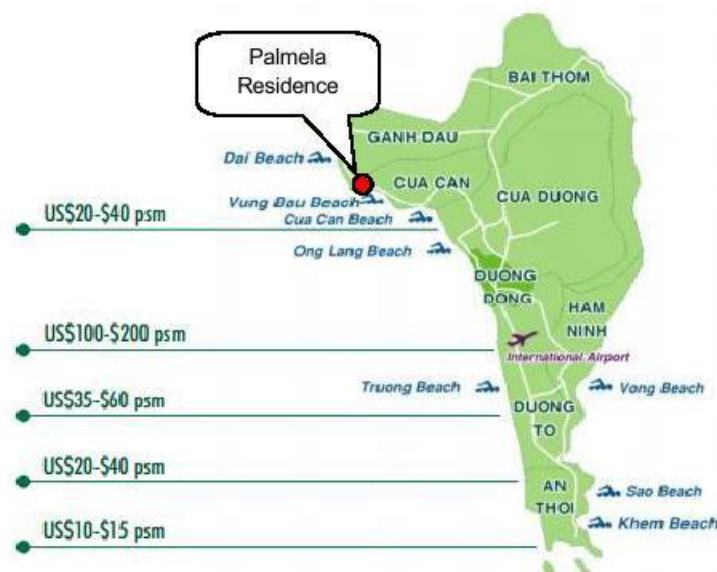 Palmela
Residence
BAI THOM
GANH DAU
Dai Beach
CUA CAN
CUA DUONG
Vung Bau Beach
US$20-$40 psm
Cua Can Beach
Ong Lang Beach
DUONG
DONG
HAM
NINH
US$100-$200 psm
International Airport
Truong Beach
Vong Beach
US$35-$60 psm
DUONG
TO
US$20-$40 psm
AN
THOI
Sao Beach
Khem Beach
US$10-$15 psm